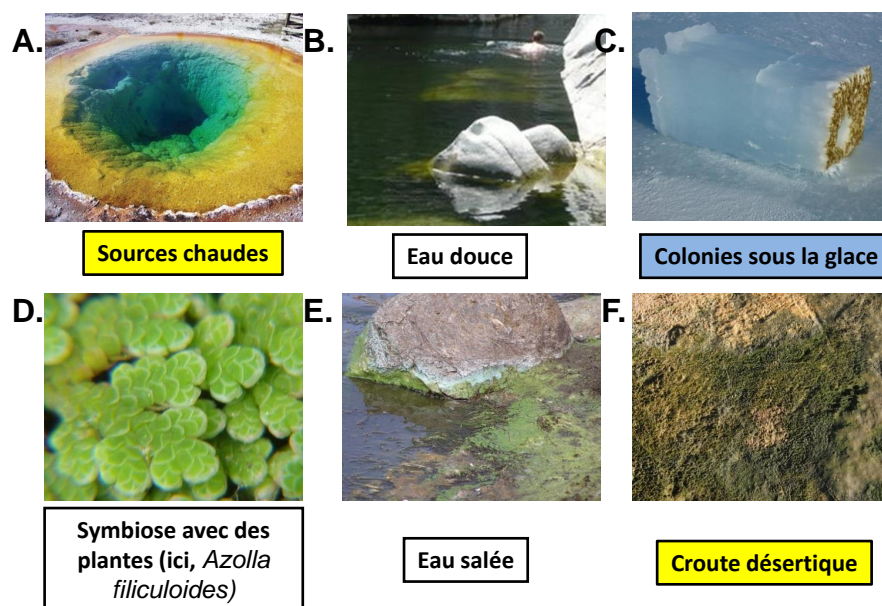 A.
B.
C.
Sources chaudes
Eau douce
Colonies sous la glace
D.
E.
F.
Symbiose avec des
plantes (ici, Azolla
filiculoides)
Eau salée
Croute désertique